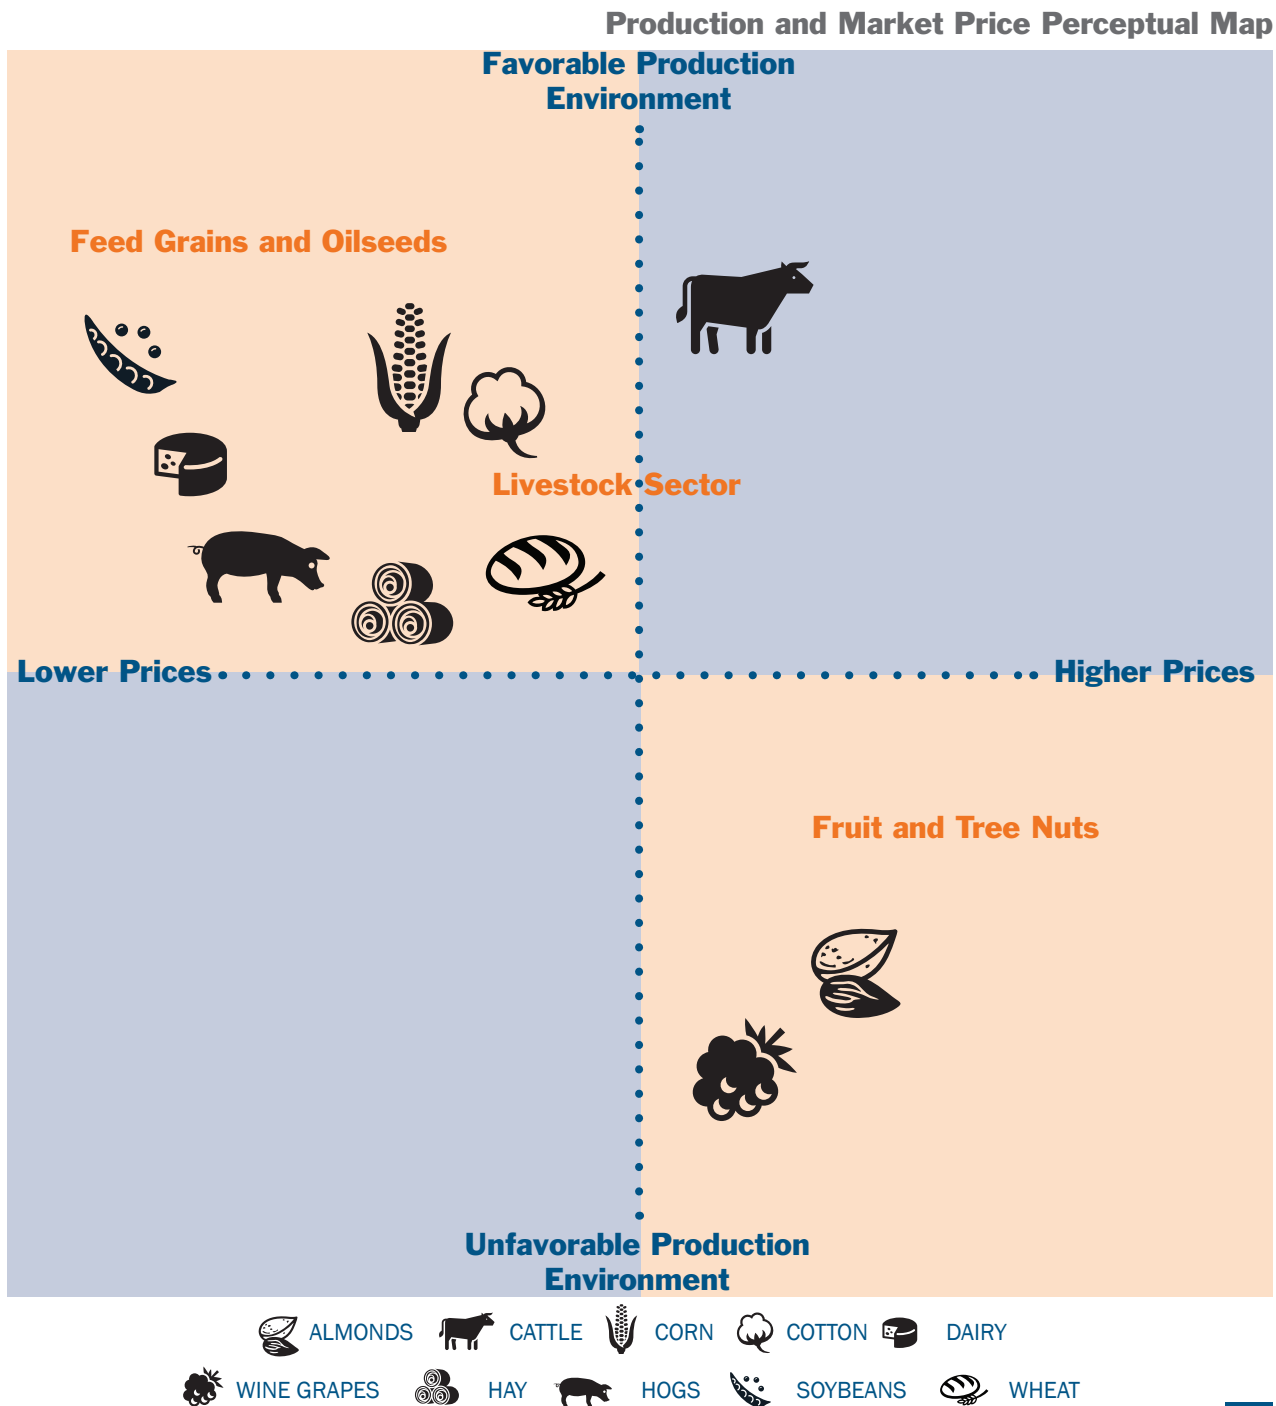 Production and Market Price Perceptual Map
Favorable Production
Environment
Feed Grains and Oilseeds
Livestock Sector
Lower Prices
Higher Prices
Fruit and Tree Nuts
Unfavorable Production
Environment
ALMONDS CATTLE CORN COTTON DAIRY
WINE GRAPES HAY HOGS SOYBEANS WHEAT